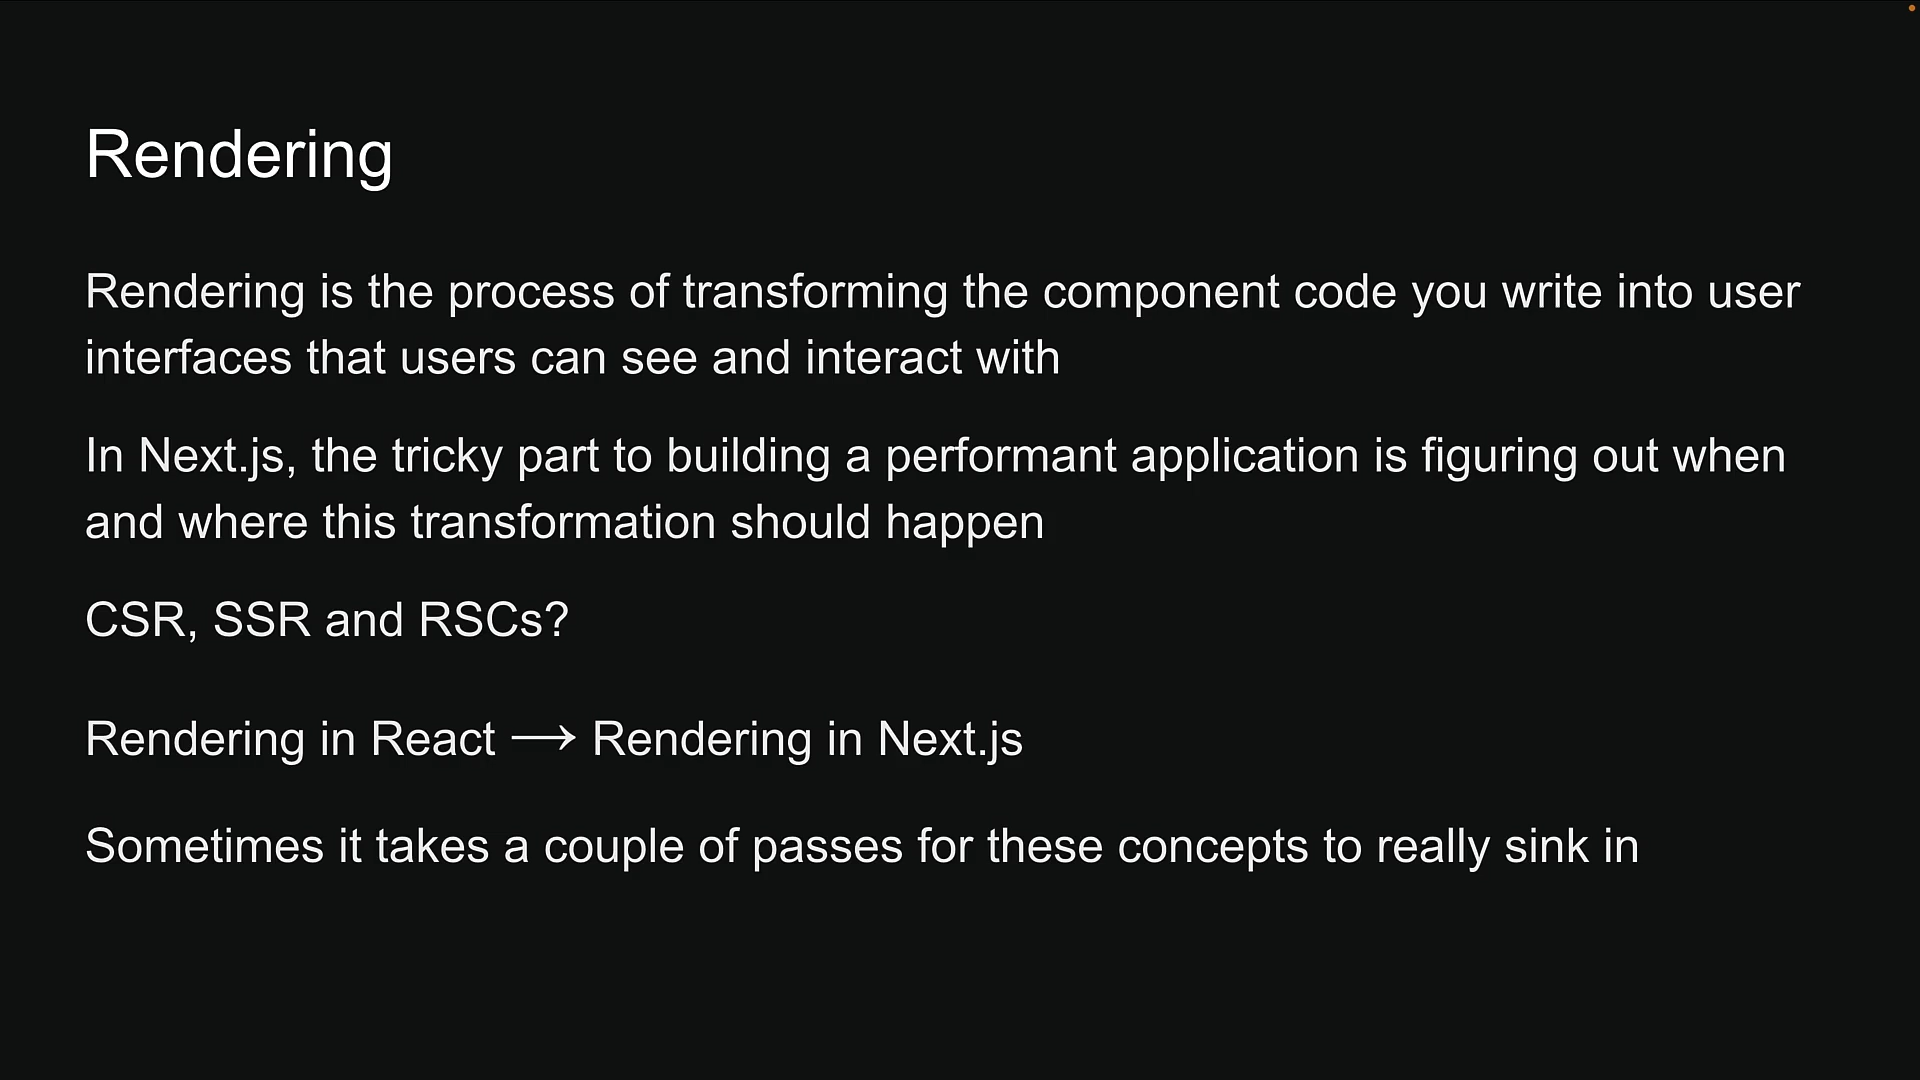 Rendering
Rendering is the process of transforming the component code you write into user
interfaces that users can see and interact with
In Next.js, the tricky part to building a performant application is figuring out when
and where this transformation should happen
CSR, SSR and RSCs?
Rendering in React ⟶ Rendering in Next.js
Sometimes it takes a couple of passes for these concepts to really sink in